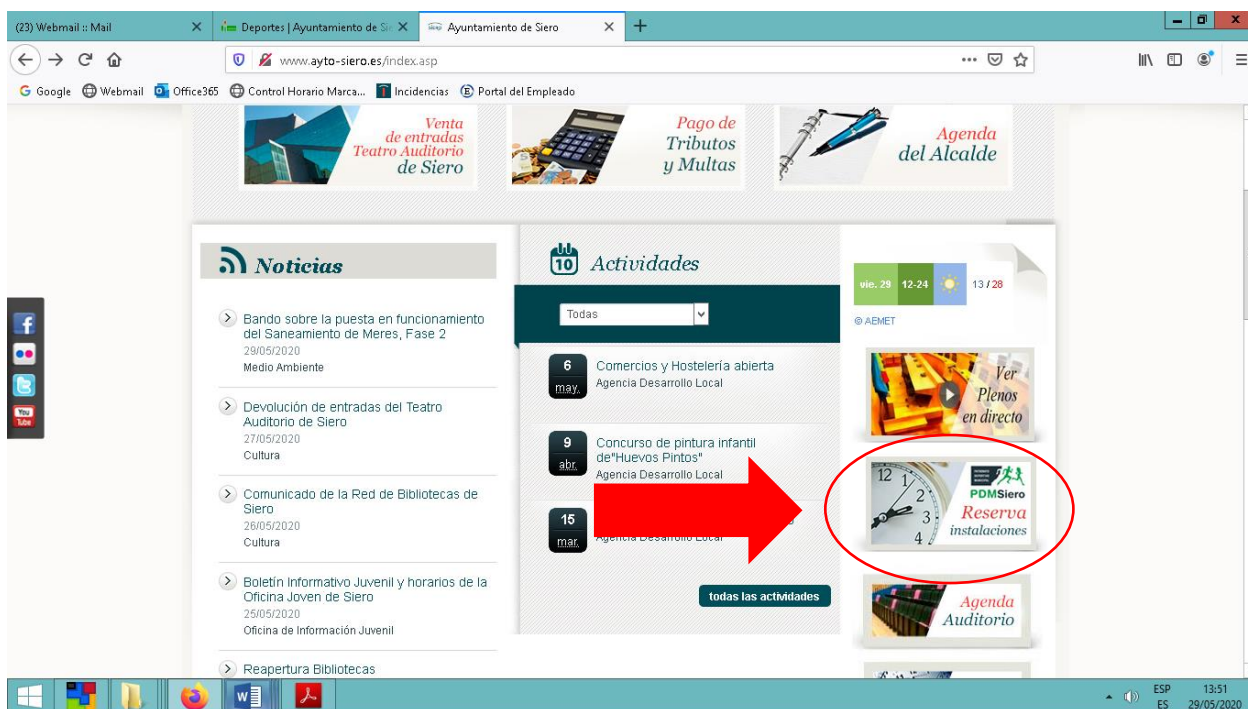 (23) Webmail :: Mail
Deportes | Ayuntamiento de Si
Ayuntamiento de Siero
www.ayto-siero.es/index.asp
Google
Webmail
Office365
Control Horario Marca...
Incidencias
Portal del Empleado
Venta
de entradas
Teatro Auditorio
de Siero
Pago de
Tributos
y Multas
Agenda
del Alcalde
Noticias
Bando sobre la puesta en funcionamiento
del Saneamiento de Meres, Fase 2
29/05/2020
Medio Ambiente
Devolución de entradas del Teatro
Auditorio de Siero
27/05/2020
Cultura
Comunicado de la Red de Bibliotecas de
Siero
26/05/2020
Cultura
Boletín Informativo Juvenil y horarios de la
Oficina Joven de Siero
25/05/2020
Oficina de Información Juvenil
Reapertura Bibliotecas
10
Actividades
Todas
6
may.
Comercios y Hostelería abierta
Agencia Desarrollo Local
9
abr.
Concurso de pintura infantil
de"Huevos Pintos"
Agencia Desarrollo Local
15
mar.
Agencia Desarrollo Local
todas las actividades
vie. 29 12-24 13 / 28
© AEMET
Ver
Plenos
en directo
12
1
2
3
4
PDMSiero
Reserva
instalaciones
Agenda
Auditorio
You
Tube
ESP
ES
13:51
29/05/2020